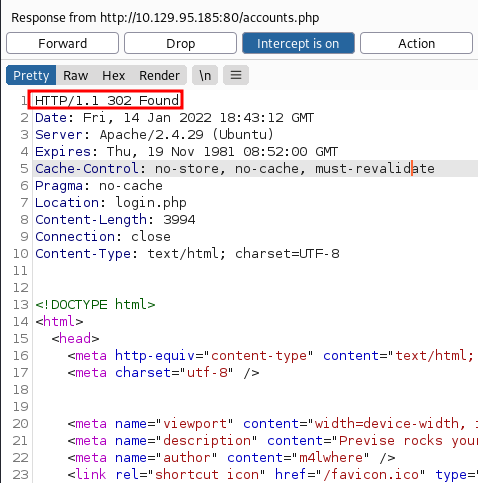 Response from http://10.129.95.185:80/accounts.php
Forward Drop Intercept is on Action
Pretty Raw Hex Render \n ≡
1 HTTP/1.1 302 Found
2 Date: Fri, 14 Jan 2022 18:43:12 GMT
3 Server: Apache/2.4.29 (Ubuntu)
4 Expires: Thu, 19 Nov 1981 08:52:00 GMT
5 Cache-Control: no-store, no-cache, must-revalidate
6 Pragma: no-cache
7 Location: login.php
8 Content-Length: 3994
9 Connection: close
10 Content-Type: text/html; charset=UTF-8
11
12
13 <!DOCTYPE html>
14 <html>
15 <head>
16 <meta http-equiv="content-type" content="text/html;
17 <meta charset="utf-8" />
18
19
20 <meta name="viewport" content="width=device-width, i
21 <meta name="description" content="Previse rocks your
22 <meta name="author" content="m4lwhere" />
23 <link rel="shortcut icon" href="/favicon.ico" type="